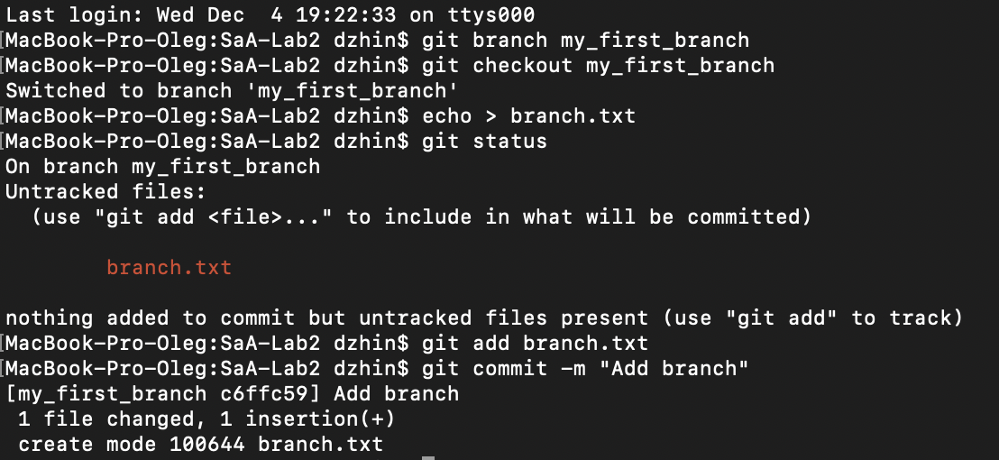 Last login: Wed Dec  4 19:22:33 on ttys000
[MacBook-Pro-Oleg:SaA-Lab2 dzhin$ git branch my_first_branch
[MacBook-Pro-Oleg:SaA-Lab2 dzhin$ git checkout my_first_branch
Switched to branch 'my_first_branch'
[MacBook-Pro-Oleg:SaA-Lab2 dzhin$ echo > branch.txt
[MacBook-Pro-Oleg:SaA-Lab2 dzhin$ git status
On branch my_first_branch
Untracked files:
  (use "git add <file>..." to include in what will be committed)

        branch.txt

nothing added to commit but untracked files present (use "git add" to track)
[MacBook-Pro-Oleg:SaA-Lab2 dzhin$ git add branch.txt
[MacBook-Pro-Oleg:SaA-Lab2 dzhin$ git commit -m "Add branch"
[my_first_branch c6ffc59] Add branch
 1 file changed, 1 insertion(+)
 create mode 100644 branch.txt